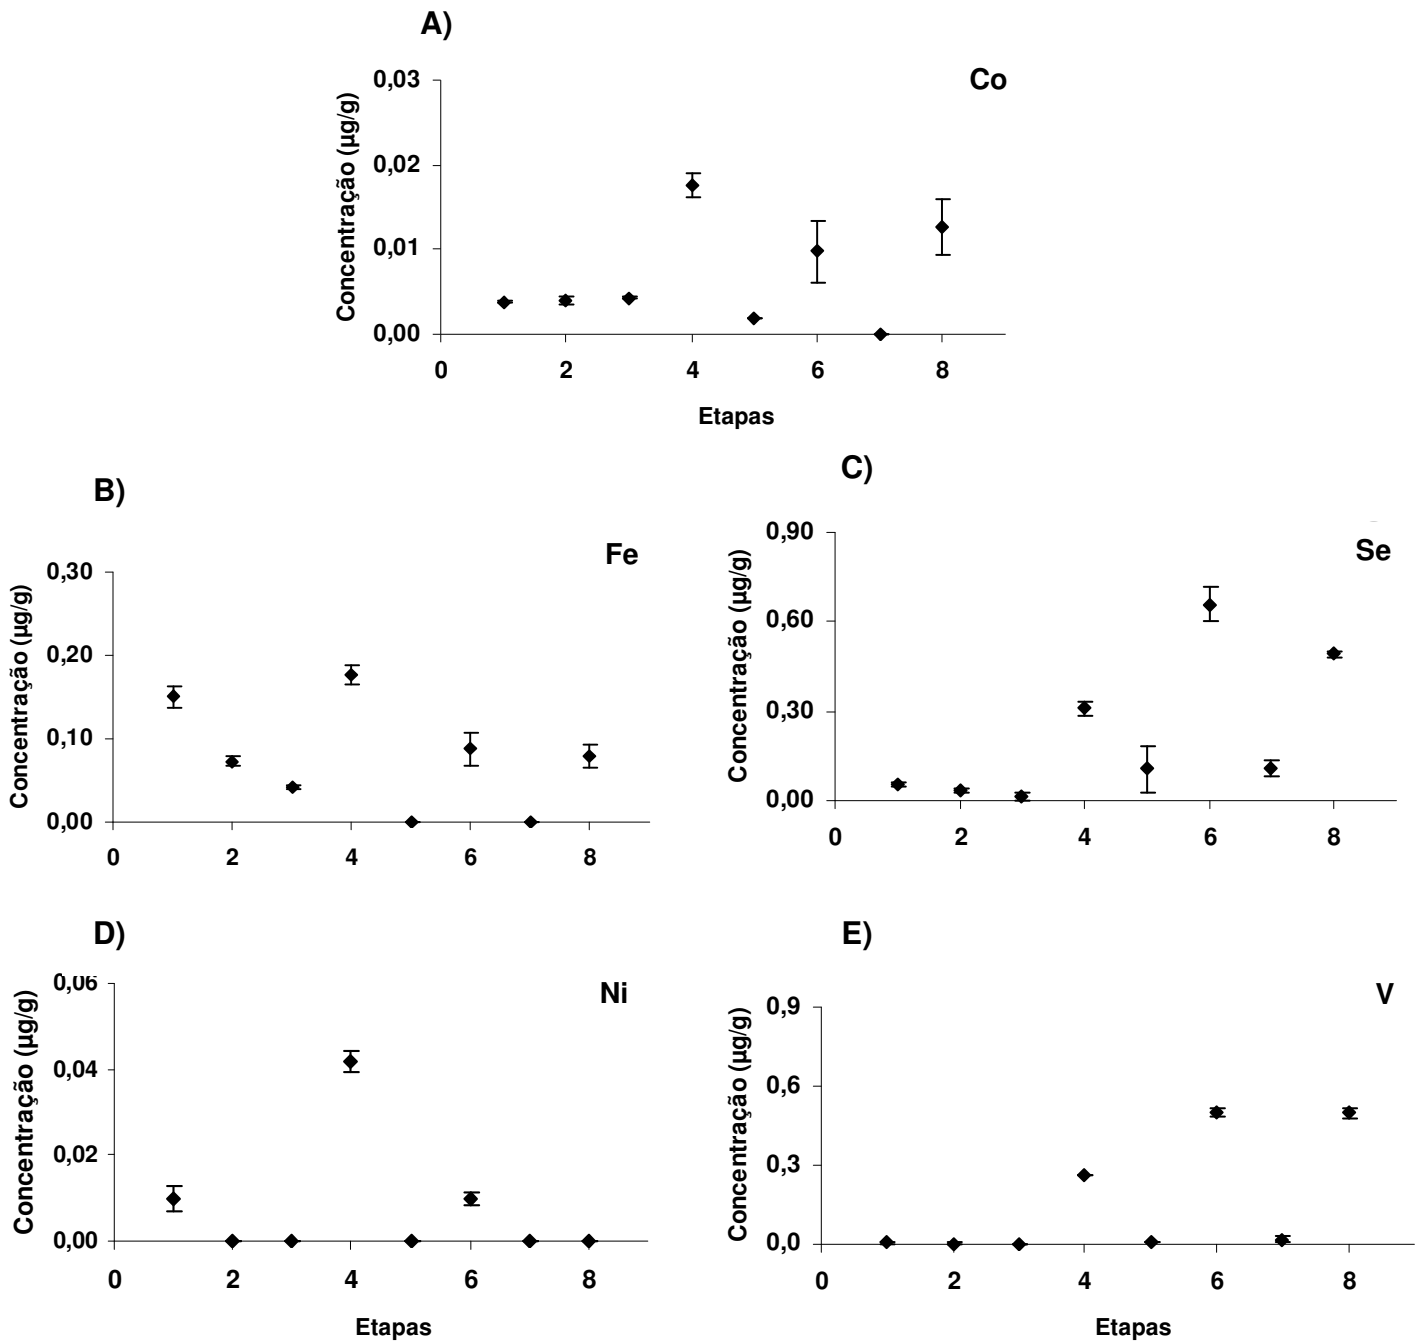 A)
Co
Concentração (µg/g)
0,03
0,02
0,01
0,00
0 2 4 6 8
Etapas
B)
Fe
Concentração (µg/g)
0,30
0,20
0,10
0,00
0 2 4 6 8
C)
Se
Concentração (µg/g)
0,90
0,60
0,30
0,00
0 2 4 6 8
D)
Ni
Concentração (µg/g)
0,06
0,04
0,02
0,00
0 2 4 6 8
Etapas
E)
V
Concentração (µg/g)
0,9
0,6
0,3
0,0
0 2 4 6 8
Etapas